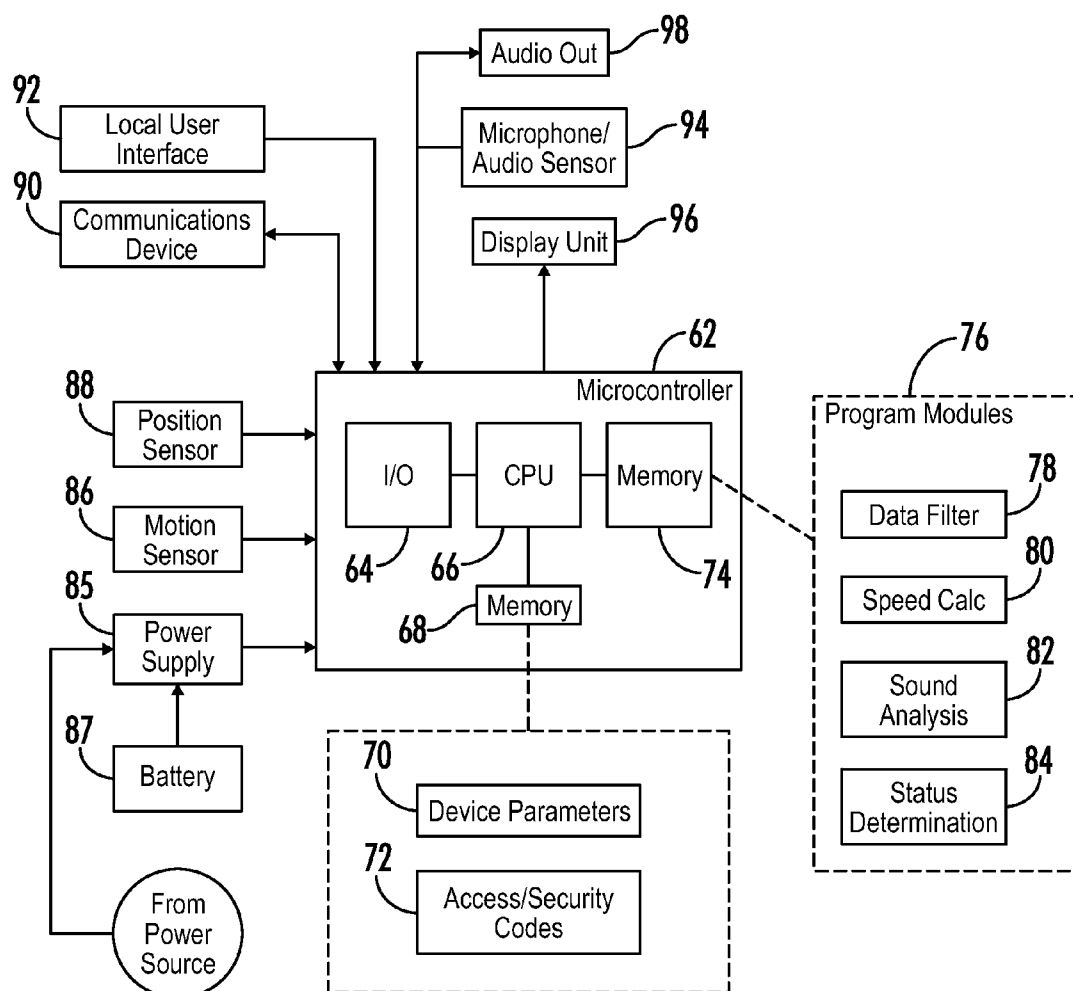 98
Audio Out
92
Local User
Interface
94
Microphone/
Audio Sensor
90
Communications
Device
96
Display Unit
62
Microcontroller
76
Program Modules
88
Position
Sensor
I/O
CPU
Memory
78
Data Filter
86
Motion
Sensor
64
66
74
80
Speed Calc
85
Power
Supply
68
Memory
82
Sound
Analysis
87
Battery
70
Device Parameters
84
Status
Determination
72
Access/Security
Codes
From
Power
Source